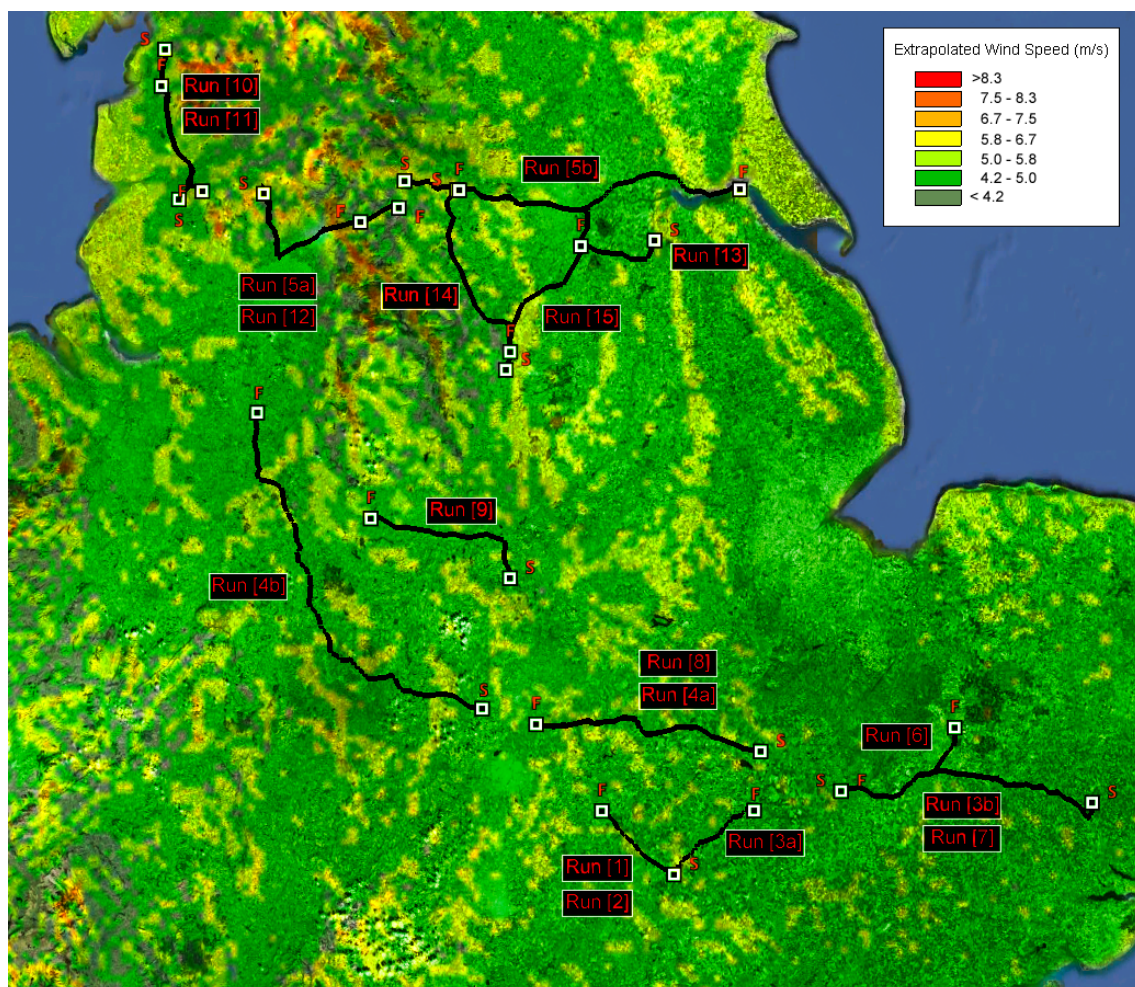 Extrapolated Wind Speed (m/s)
>8.3
7.5 - 8.3
6.7 - 7.5
5.8 - 6.7
5.0 - 5.8
4.2 - 5.0
< 4.2
S
F
Run [10]
Run [11]
F
S
S
F
F
Run [5a]
Run [12]
S
S
F
Run [5b]
F
F
S
Run [13]
Run [14]
Run [15]
F
S
F
Run [4b]
S
F
Run [9]
S
Run [8]
Run [4a]
F
S
F
F
Run [3a]
S
Run [1]
Run [2]
F
Run [6]
S
F
S
Run [3b]
Run [7]